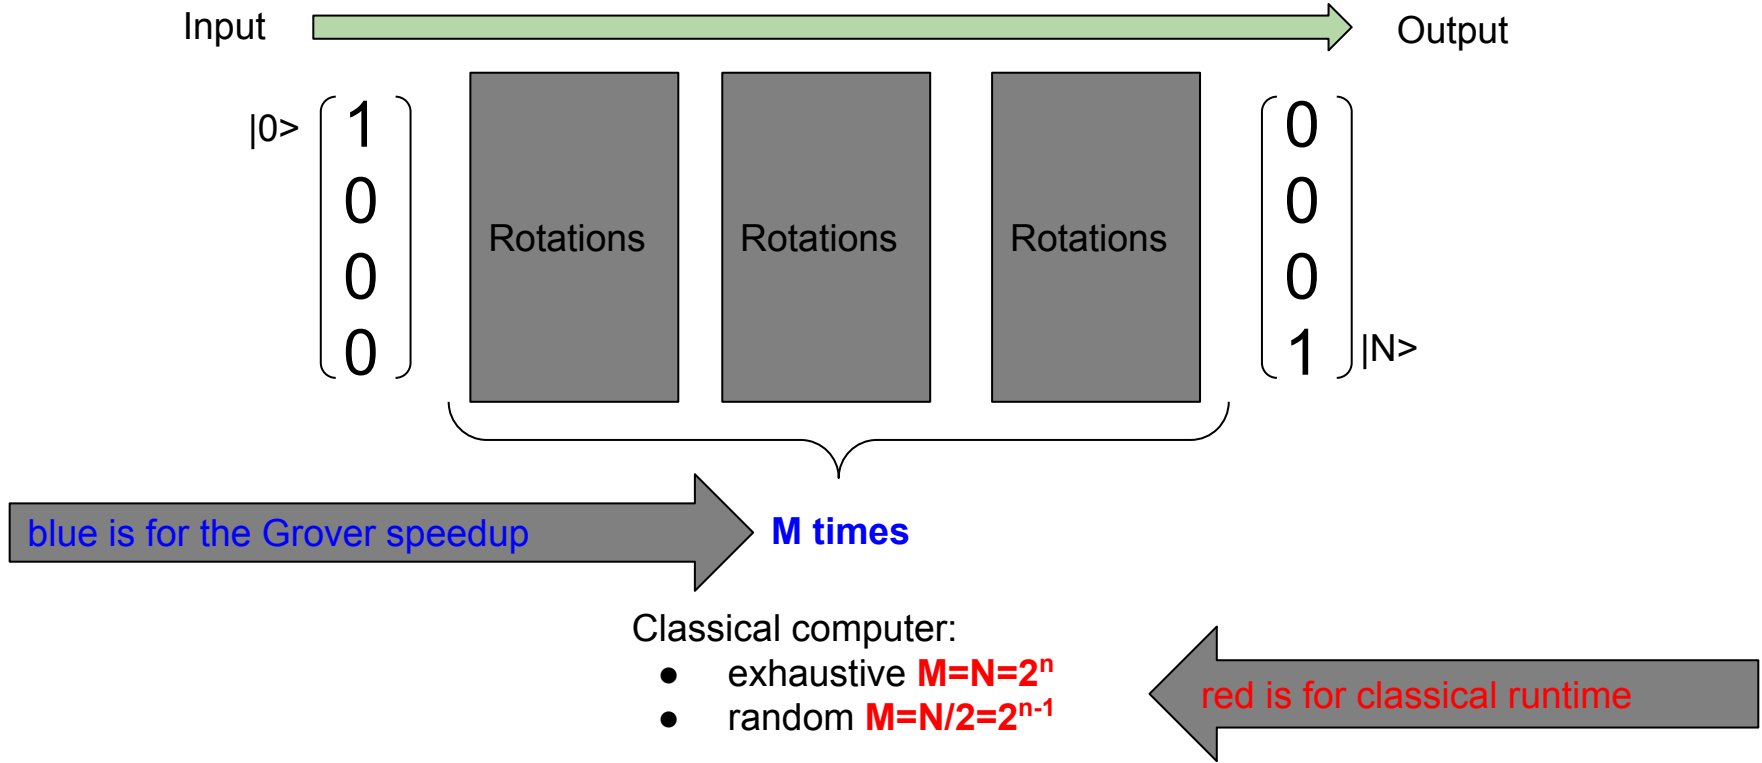 Input
Output
|0>
1
0
0
0
Rotations
Rotations
Rotations
0
0
0
1
|N>
blue is for the Grover speedup
M times
Classical computer:
● exhaustive M=N=2ⁿ
● random M=N/2=2ⁿ⁻¹
red is for classical runtime